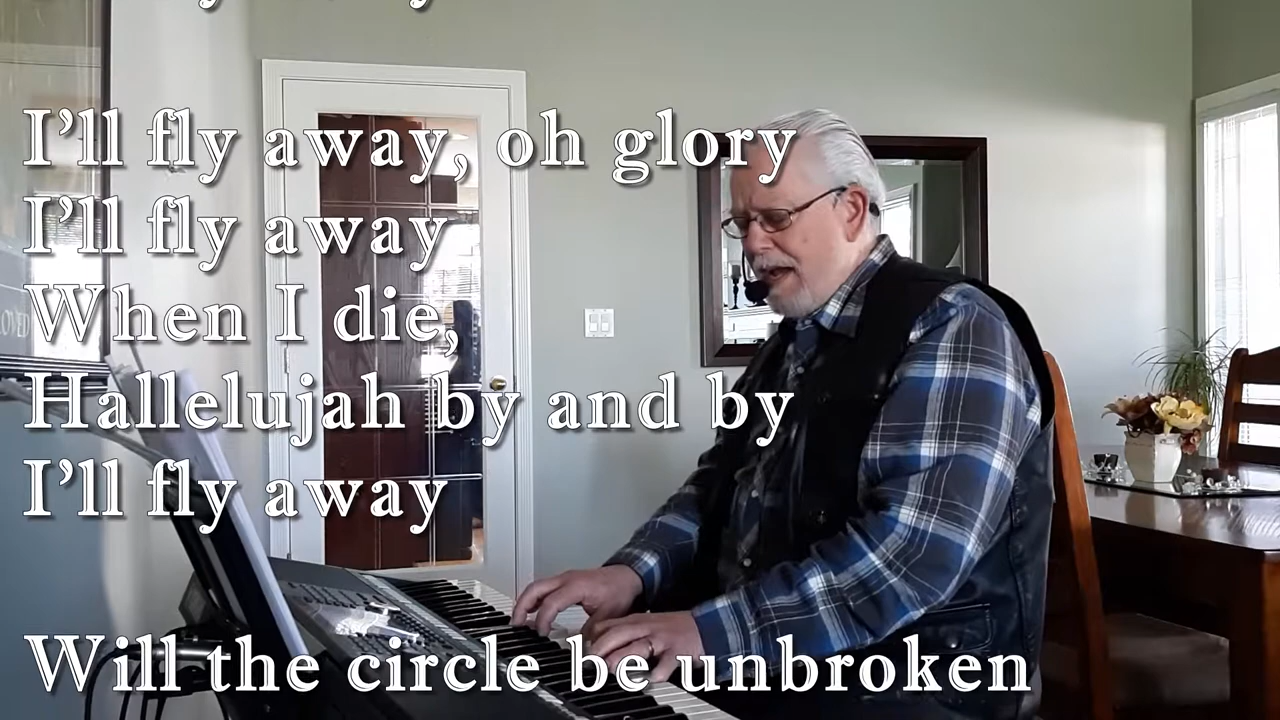 I'll fly away, oh glory
I'll fly away
When I die,
Hallelujah by and by
I'll fly away
Will the circle be unbroken